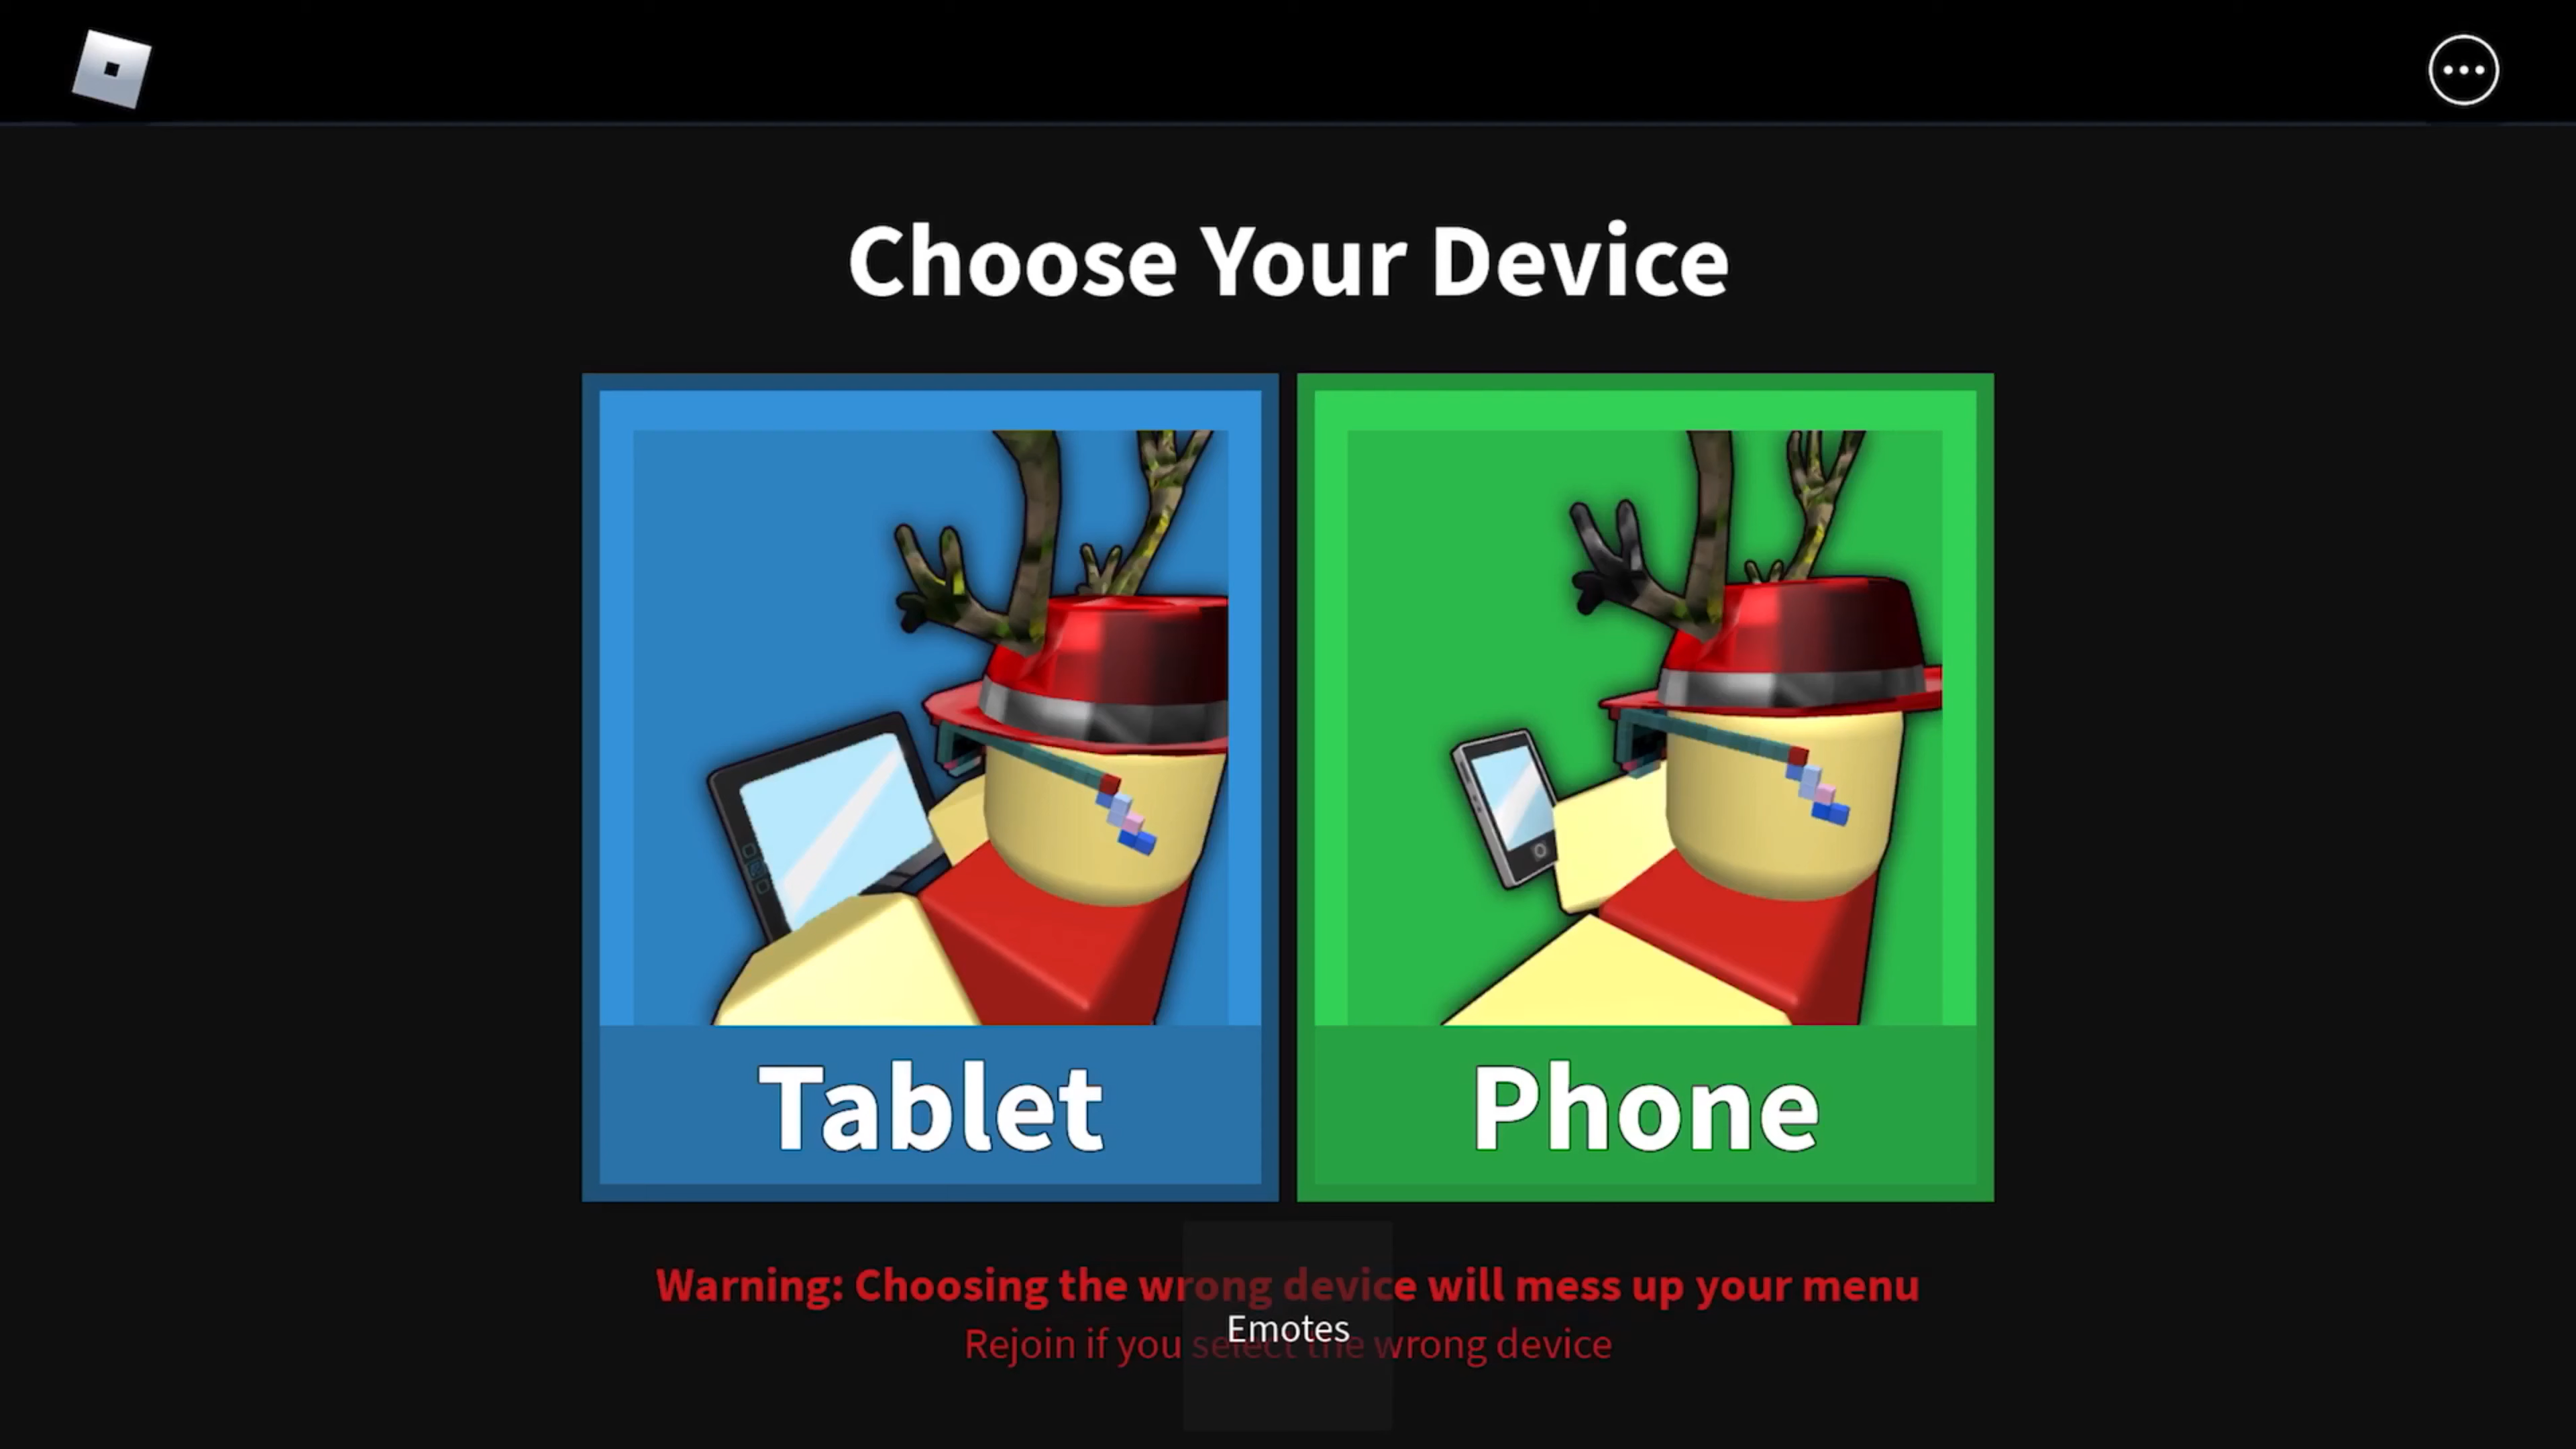 Choose Your Device
Tablet
Phone
Warning: Choosing the wrong device will mess up your menu
Emotes
Rejoin if you select the wrong device